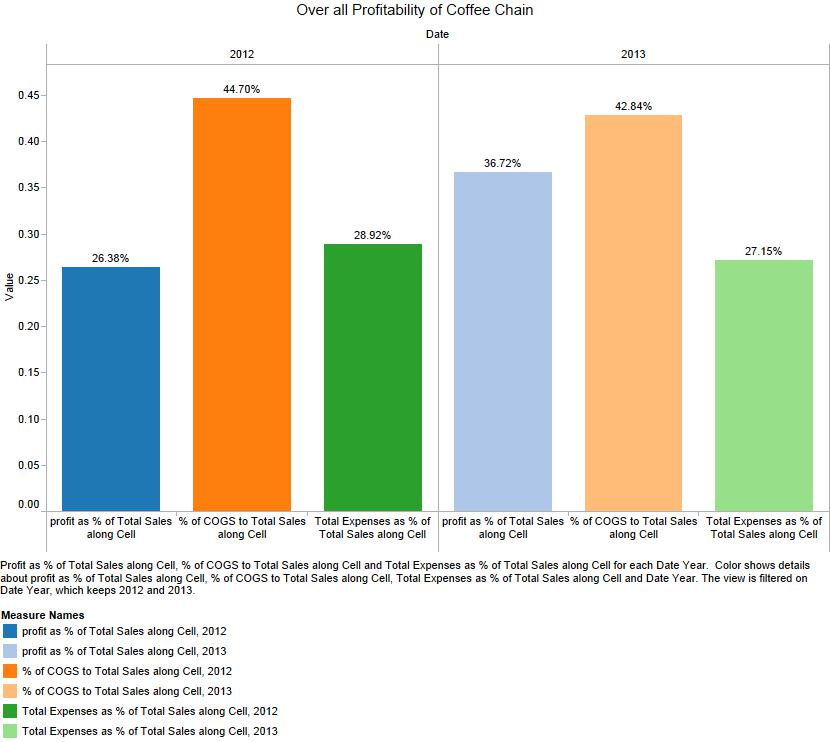 Over all Profitability of Coffee Chain
Date
2012
2013
Value
0.45
0.40
0.35
0.30
0.25
0.20
0.15
0.10
0.05
0.00
26.38%
44.70%
28.92%
36.72%
42.84%
27.15%
profit as % of Total Sales
along Cell
% of COGS to Total Sales
along Cell
Total Expenses as % of
Total Sales along Cell
profit as % of Total Sales
along Cell
% of COGS to Total Sales
along Cell
Total Expenses as % of
Total Sales along Cell
Profit as % of Total Sales along Cell, % of COGS to Total Sales along Cell and Total Expenses as % of Total Sales along Cell for each Date Year.  Color shows details
about profit as % of Total Sales along Cell, % of COGS to Total Sales along Cell, Total Expenses as % of Total Sales along Cell and Date Year. The view is filtered on
Date Year, which keeps 2012 and 2013.
Measure Names
profit as % of Total Sales along Cell, 2012
profit as % of Total Sales along Cell, 2013
% of COGS to Total Sales along Cell, 2012
% of COGS to Total Sales along Cell, 2013
Total Expenses as % of Total Sales along Cell, 2012
Total Expenses as % of Total Sales along Cell, 2013